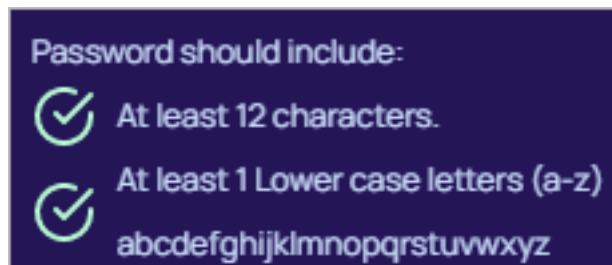 Password should include:
At least 12 characters.
At least 1 Lower case letters (a-z)
abcdefghijklmnopqrstuvwxyz